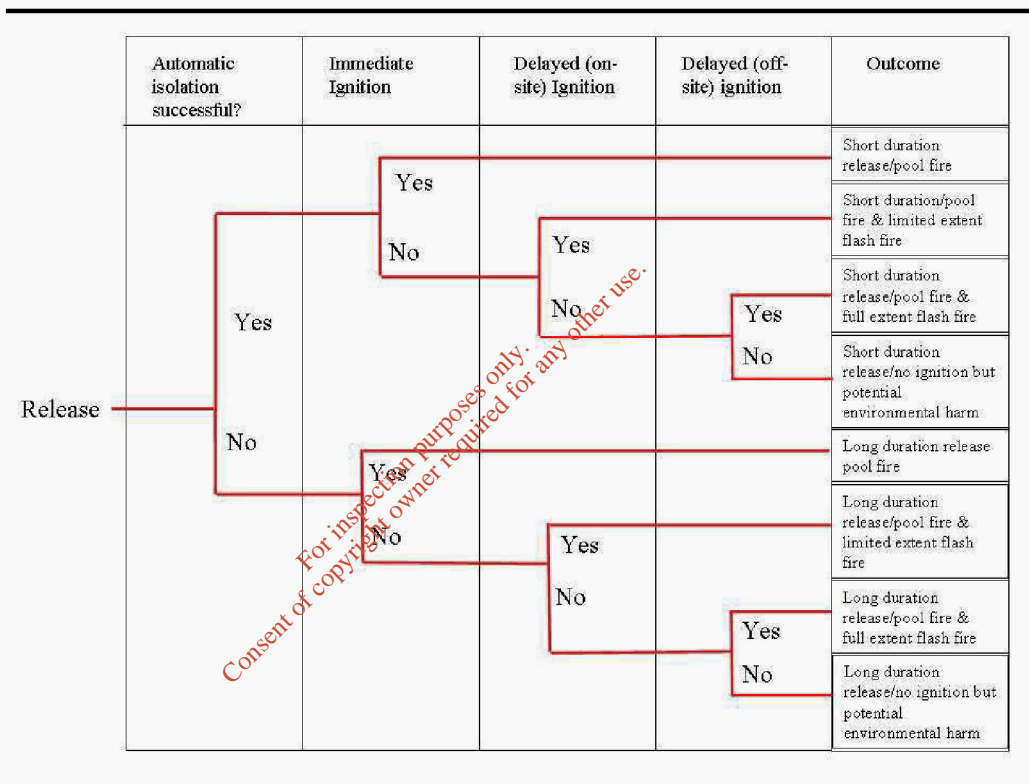 Automatic
isolation
successful?
Immediate
Ignition
Delayed (on-
site) Ignition
Delayed (off-
site) ignition
Outcome
Short duration
release/pool fire
Yes
Short duration/pool
fire & limited extent
flash fire
No
Yes
Short duration
release/pool fire &
full extent flash fire
Yes
No
Yes
No
Short duration
release/no ignition but
potential
environmental harm
Release
No
Long duration release
pool fire
Yes
No
Long duration
release/pool fire &
limited extent flash
fire
Yes
No
Long duration
release/pool fire &
full extent flash fire
Yes
No
Long duration
release/no ignition but
potential
environmental harm
For inspection purposes only.
Consent of copyright owner required for any other use.